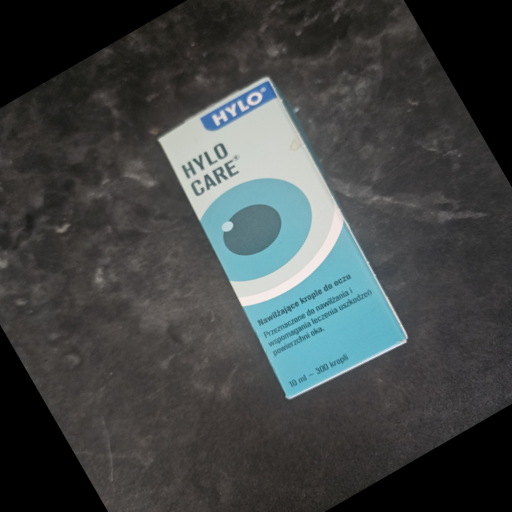 HYLO®
HYLO
CARE®
Nawilżające krople do oczu
Przeznaczone do nawilżania i
wspomagania leczenia uszkodzeń
powierzchni oka.
10 ml ~ 300 kropli